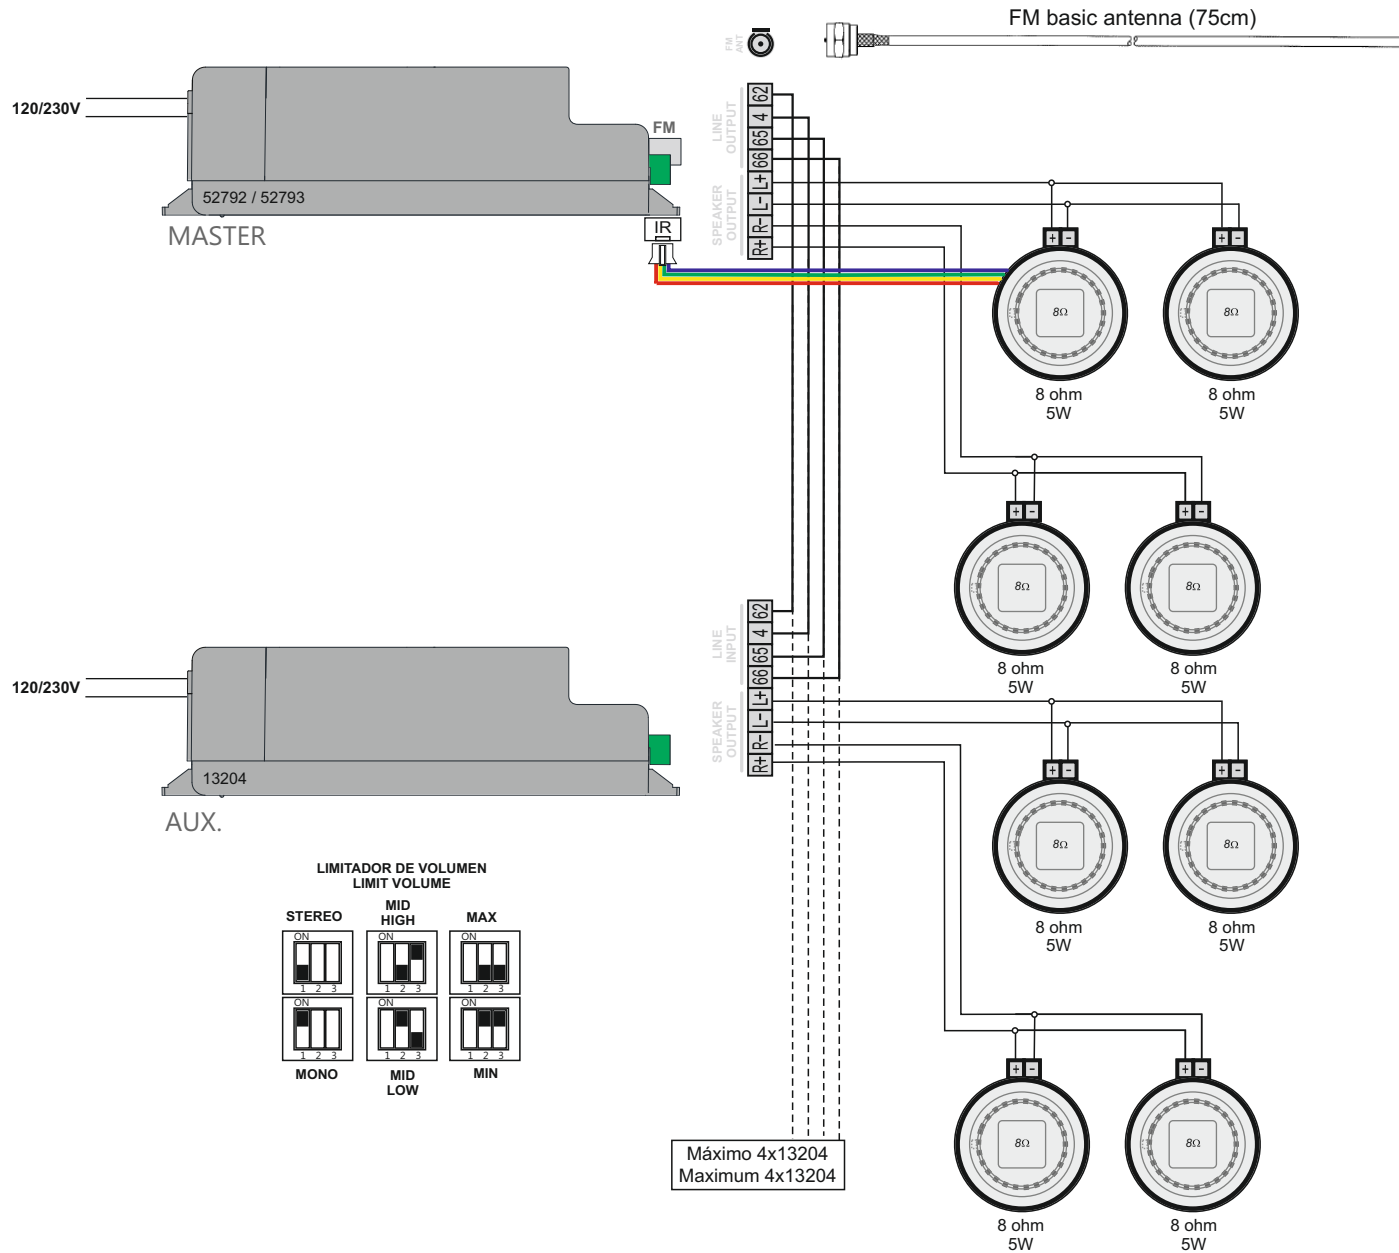 FM basic antenna (75cm)
FM
ANT
120/230V
FM
52792 / 52793
MASTER
IR
LINE
OUTPUT
62
4
65
66
SPEAKER
OUTPUT
L+
L-
R-
R+
+ -
+ -
8Ω
8Ω
8 ohm
5W
8 ohm
5W
+ -
+ -
8Ω
8Ω
8 ohm
5W
8 ohm
5W
120/230V
13204
AUX.
LINE
INPUT
62
4
65
66
SPEAKER
OUTPUT
L+
L-
R-
R+
+ -
+ -
8Ω
8Ω
8 ohm
5W
8 ohm
5W
LIMITADOR DE VOLUMEN
LIMIT VOLUME
STEREO
MID
HIGH
MAX
ON
1 2 3
ON
1 2 3
ON
1 2 3
ON
1 2 3
ON
1 2 3
ON
1 2 3
MONO
MID
LOW
MIN
+ -
+ -
8Ω
8Ω
8 ohm
5W
8 ohm
5W
Máximo 4x13204
Maximum 4x13204